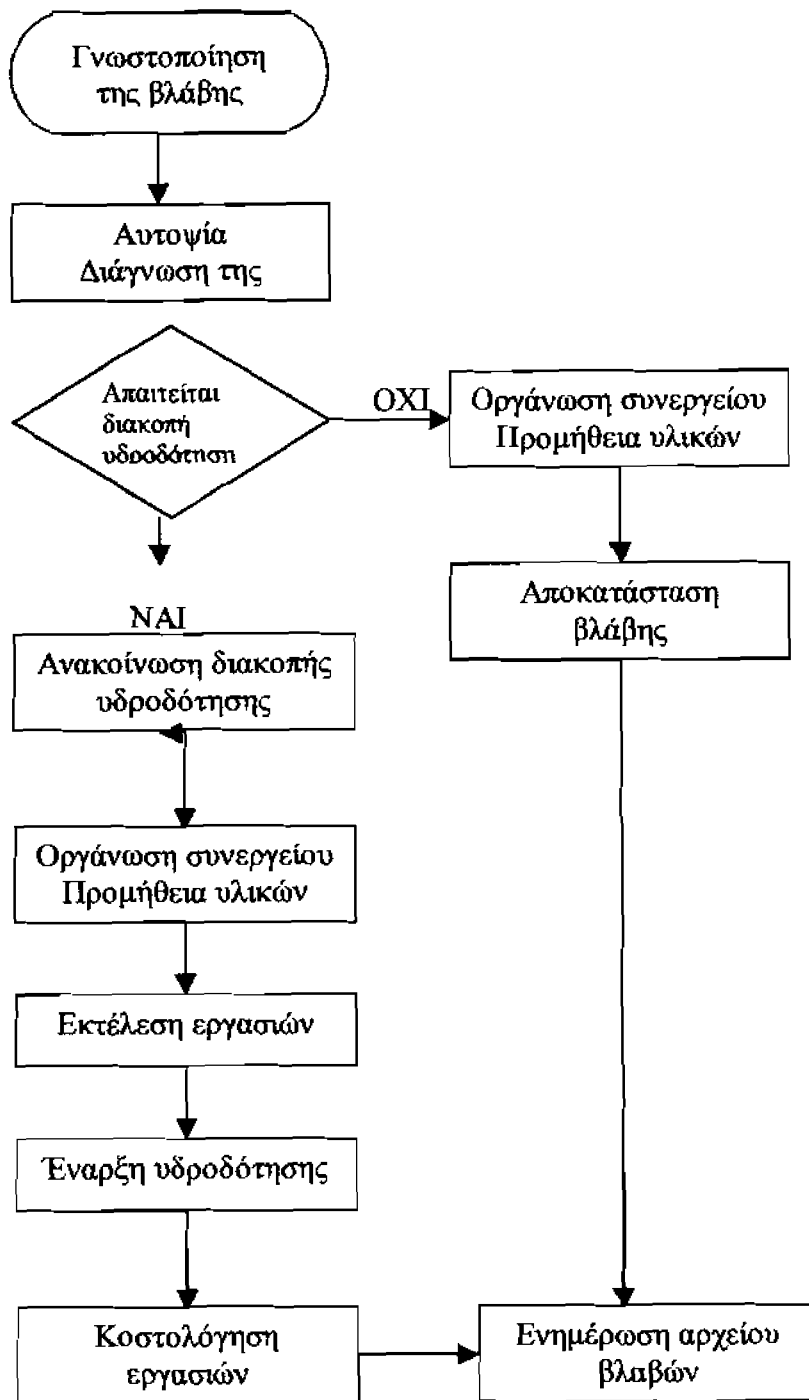 Γνωστοποίηση
της βλάβης
Αυτοψία
Διάγνωση της
Απαιτείται
διακοπή
υδροδότηση
ΟΧΙ
Οργάνωση συνεργείου
Προμήθεια υλικών
Αποκατάσταση
βλάβης
ΝΑΙ
Ανακοίνωση διακοπής
υδροδότησης
Οργάνωση συνεργείου
Προμήθεια υλικών
Εκτέλεση εργασιών
Έναρξη υδροδότησης
Κοστολόγηση
εργασιών
Ενημέρωση αρχείου
βλαβών